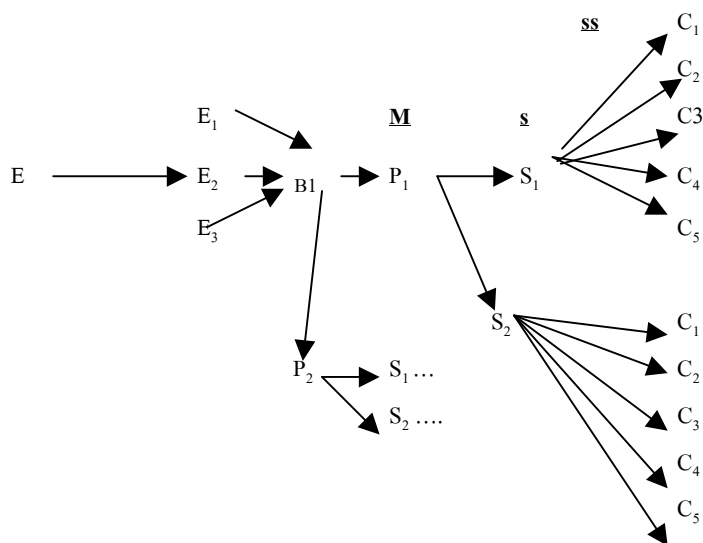 ss C₁
C₂
E₁ M s C3
E E₂ B1 P₁ S₁ C₄
E₃ C₅
S₂ C₁
P₂ S₁ … C₂
S₂ …. C₃
C₄
C₅